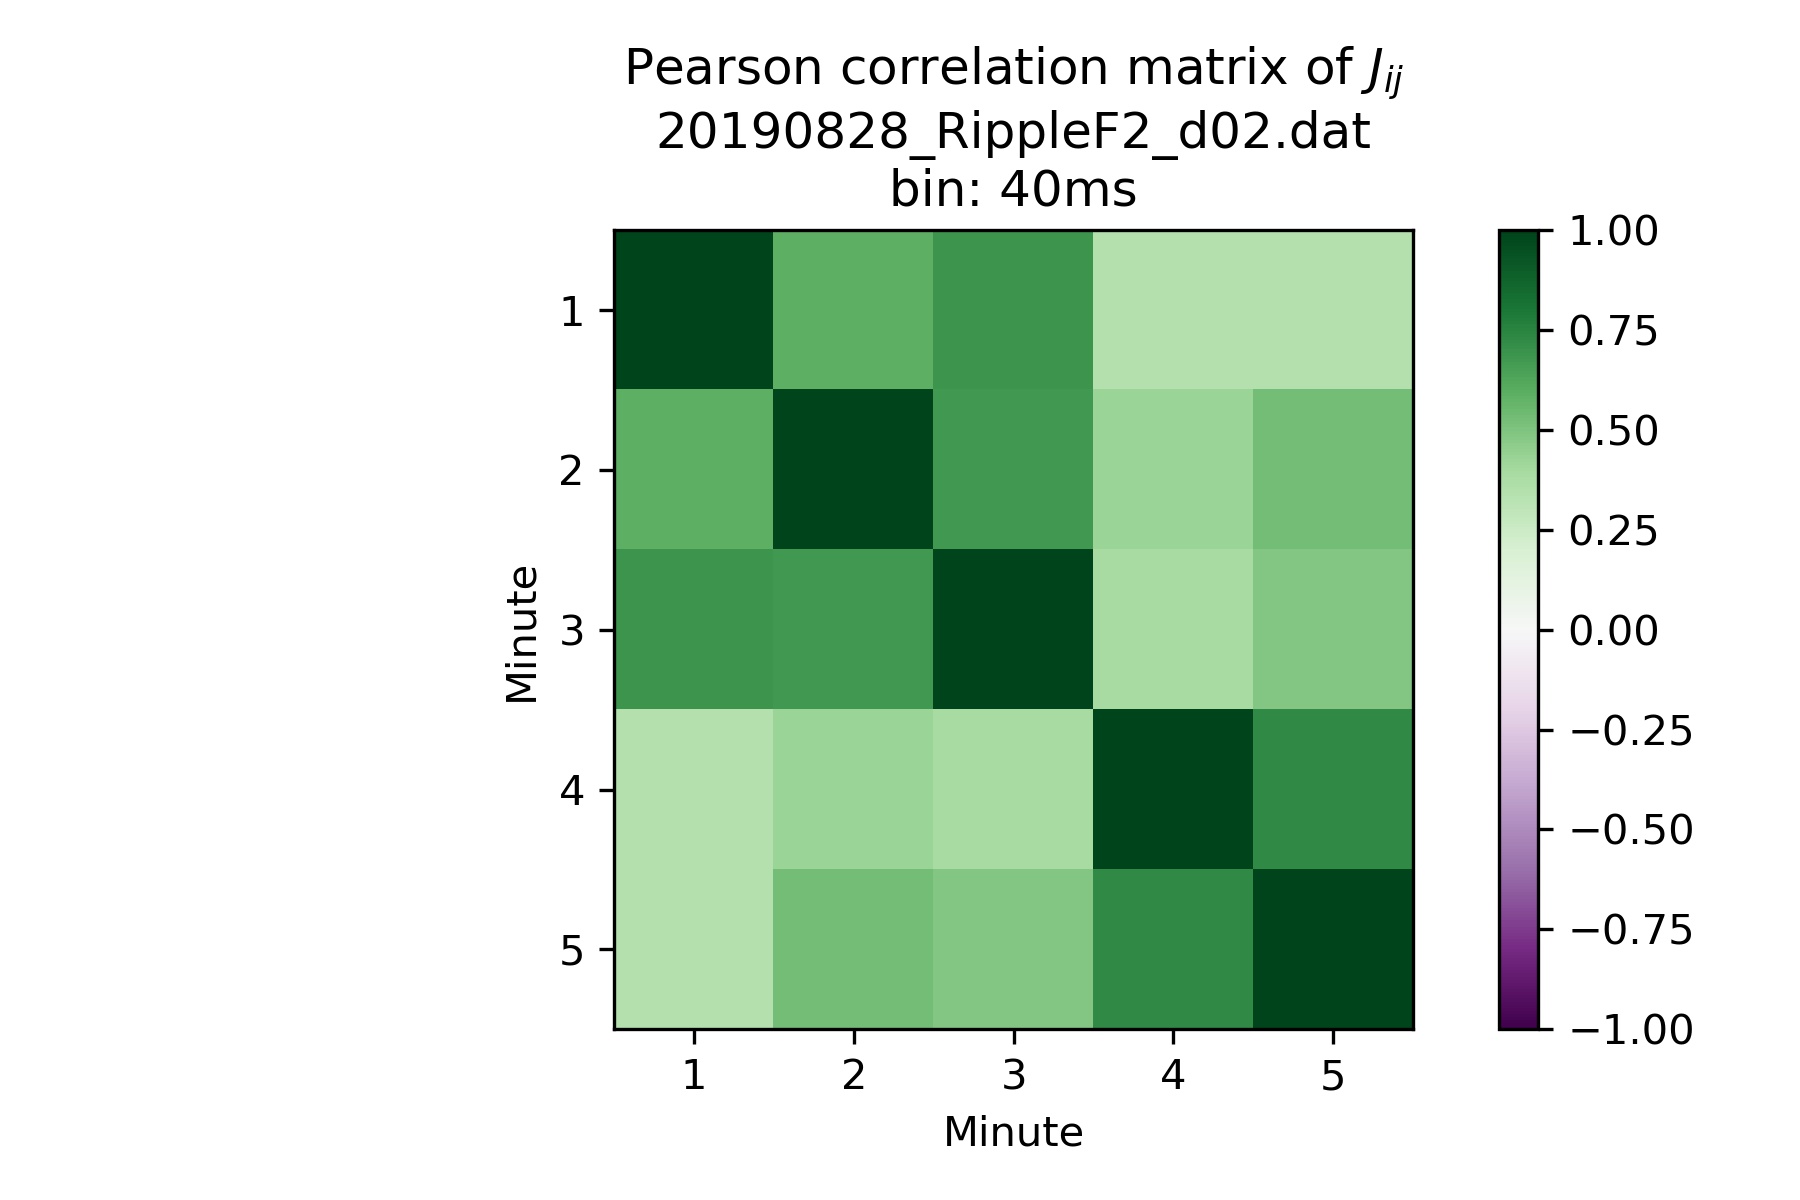 Pearson correlation matrix of J_ij
20190828_RippleF2_d02.dat
bin: 40ms
Minute
1
2
3
4
5
1 2 3 4 5
Minute
1.00
0.75
0.50
0.25
0.00
−0.25
−0.50
−0.75
−1.00